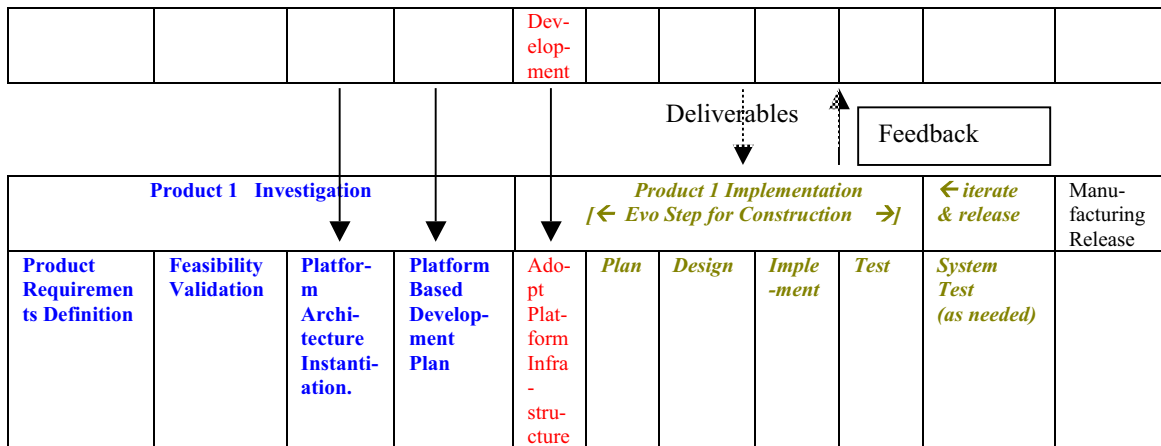 Dev-
elop-
ment
Deliverables
Feedback
Product 1 Investigation
Product 1 Implementation
[← Evo Step for Construction →]
← iterate
& release
Manu-
facturing
Release
Product
Requiremen
ts Definition
Feasibility
Validation
Platfor-
m
Archi-
tecture
Instanti-
ation.
Platform
Based
Develop-
ment
Plan
Ado-
pt
Plat-
form
Infra
-
stru-
cture
Plan
Design
Imple
-ment
Test
System
Test
(as needed)